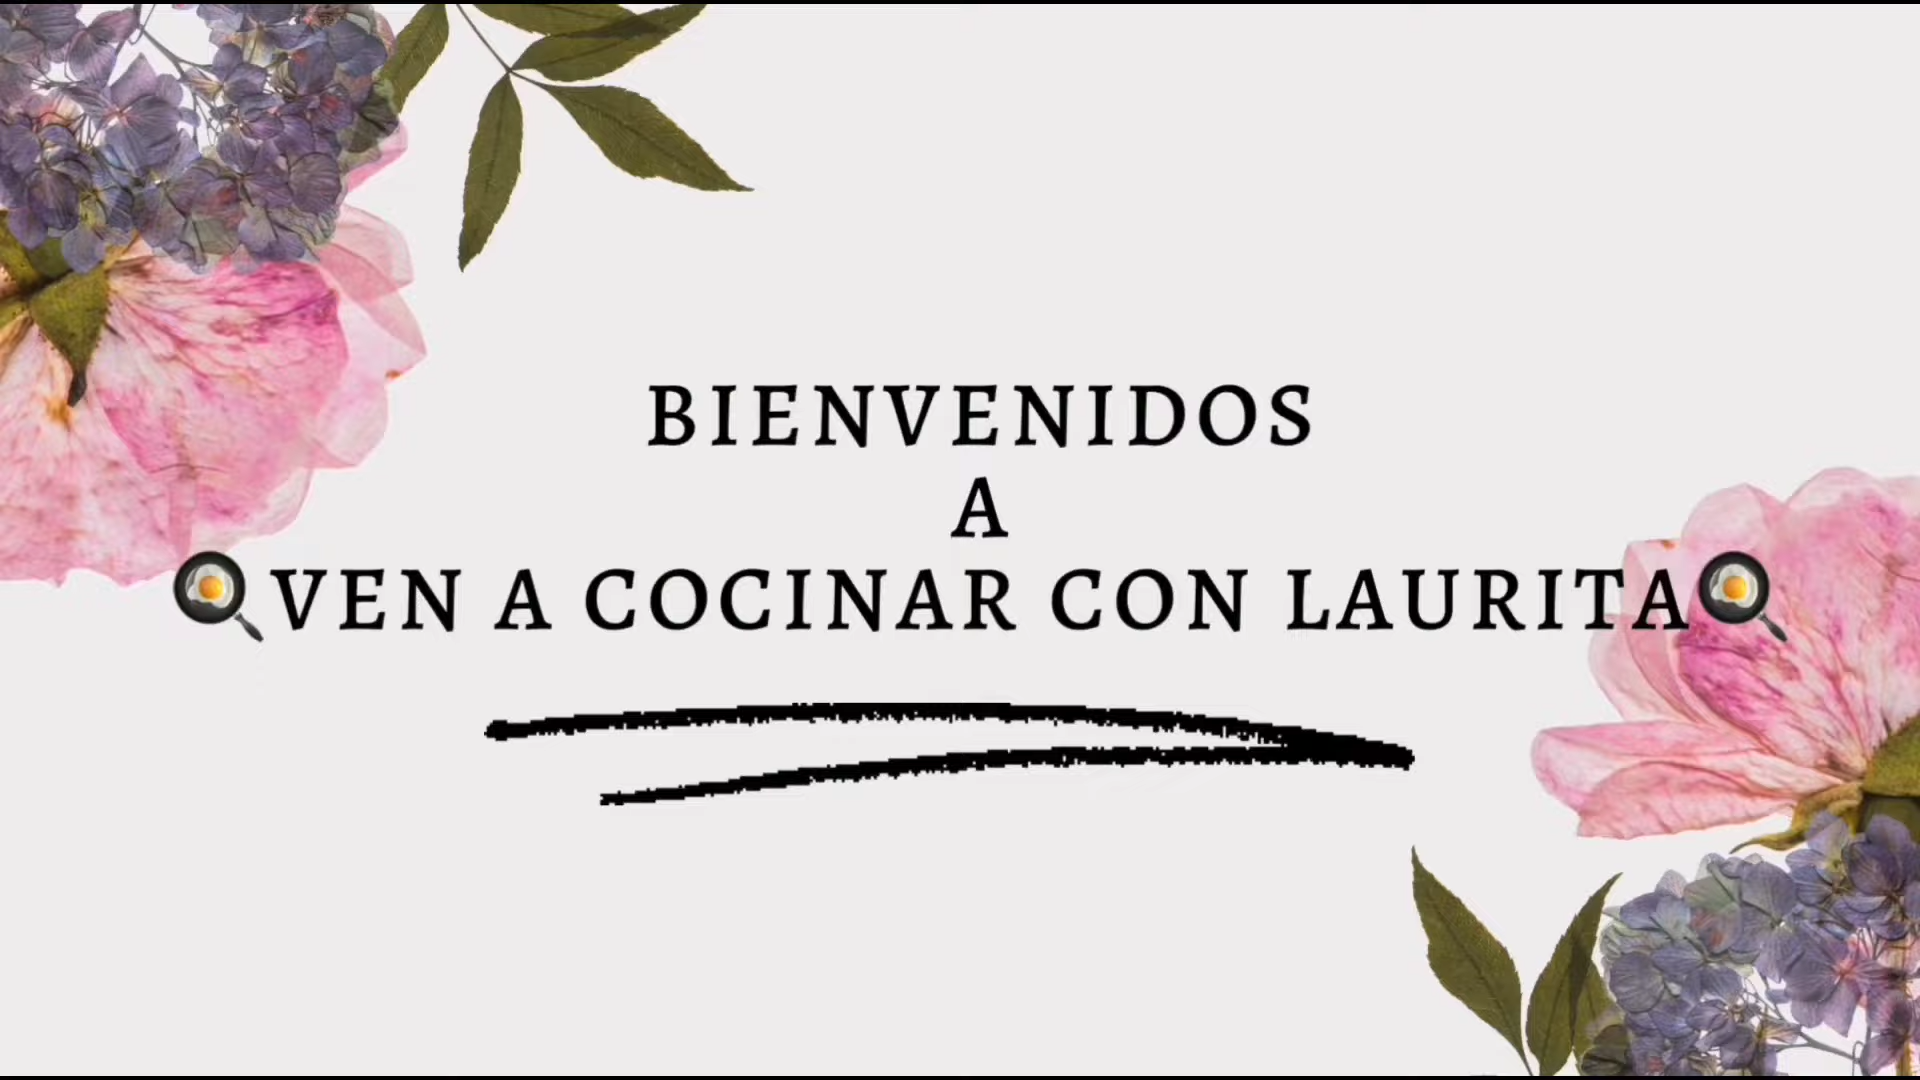 BIENVENIDOS
A
🍳VEN A COCINAR CON LAURITA🍳